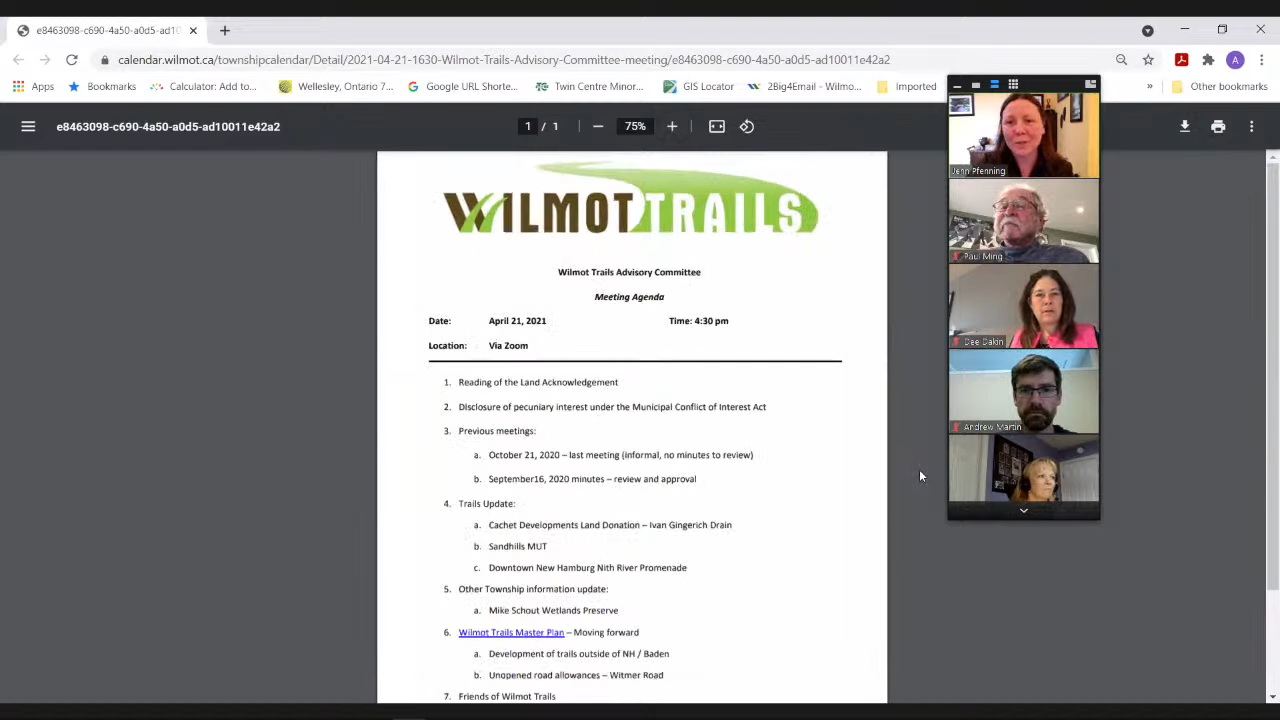 e8463098-c690-4a50-a0d5-ad10
calendar.wilmot.ca/townshipcalendar/Detail/2021-04-21-1630-WilmotTrails-Advisory-Committee-meeting/e8463098-c690-4a50-a0d5-ad10011e42a2
A
Apps
Bookmarks
Calculator: Add to...
Wellesley, Ontario 7...
Google URL Shorte...
Twin Centre Minor...
GIS Locator
2Big4Email - Wilmo...
Imported
»
Other bookmarks
e8463098-c690-4a50-a0d5-ad10011e42a2
1 / 1
75%
WILMOT TRAILS
Wilmot Trails Advisory Committee
Meeting Agenda
Date: April 21, 2021 Time: 4:30 pm
Location: Via Zoom
1. Reading of the Land Acknowledgement
2. Disclosure of pecuniary interest under the Municipal Conflict of Interest Act
3. Previous meetings:
a. October 21, 2020 – last meeting (informal, no minutes to review)
b. September16, 2020 minutes – review and approval
4. Trails Update:
a. Cachet Developments Land Donation – Ivan Gingerich Drain
b. Sandhills MUT
c. Downtown New Hamburg Nith River Promenade
5. Other Township information update:
a. Mike Schout Wetlands Preserve
6. Wilmot Trails Master Plan – Moving forward
a. Development of trails outside of NH / Baden
b. Unopened road allowances – Witmer Road
7. Friends of Wilmot Trails
Jenn Pfenning
Paul Ming
Dee Dakin
Andrew Martin